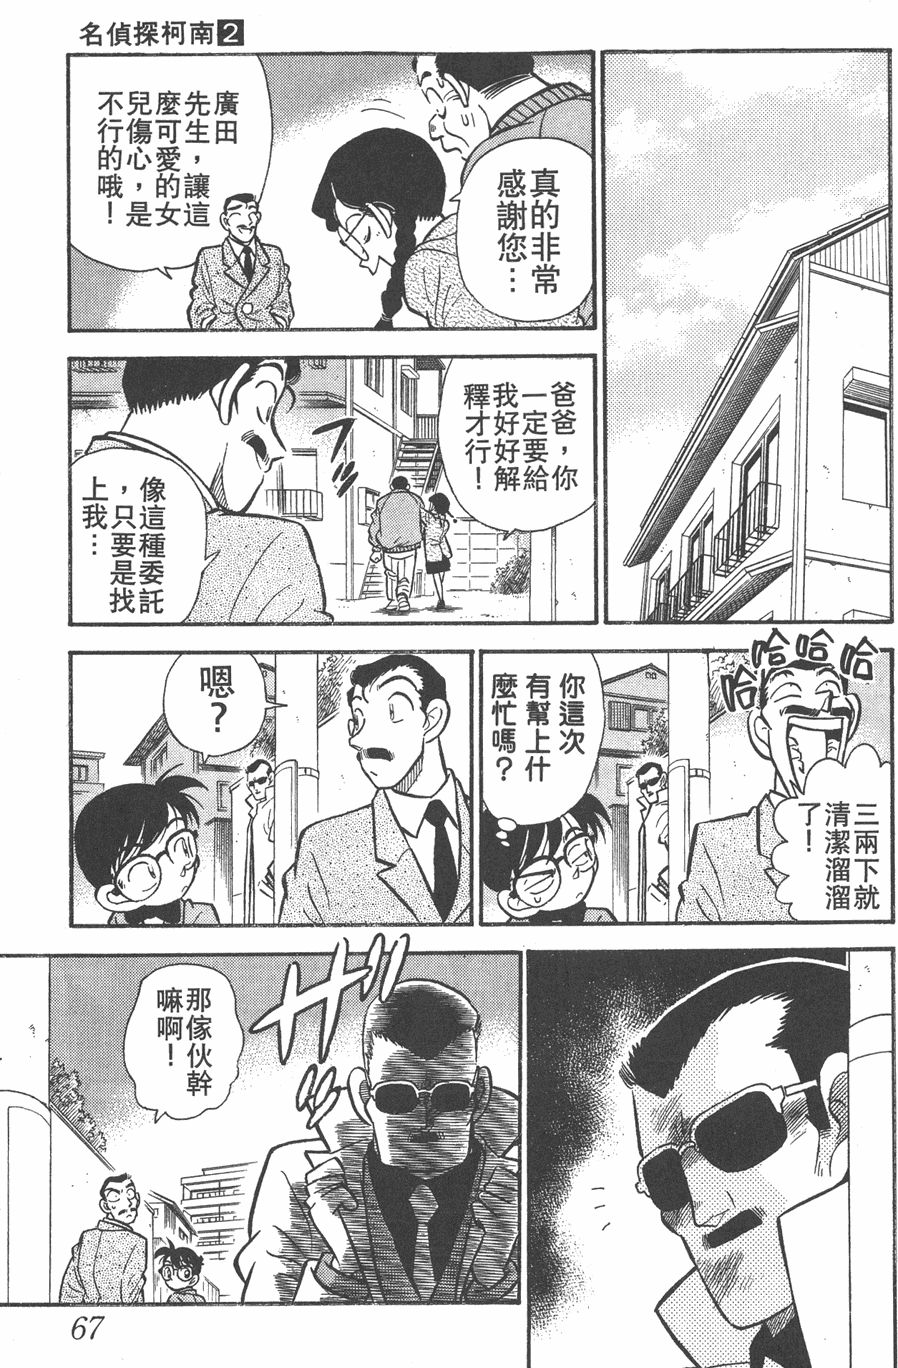 名偵探柯南2
真的非常
感謝您…
廣田
先生，讓這
麼可愛的女
兒傷心，是
不行的哦！
爸爸，你
一定要給
我好好解
釋才行！
像這種委託
，只要是找
上我…
哈哈哈哈
三兩下就
清潔溜溜
了！
你這次
有幫上什
麼忙嗎？
嗯？
那傢伙幹
嘛啊！
67